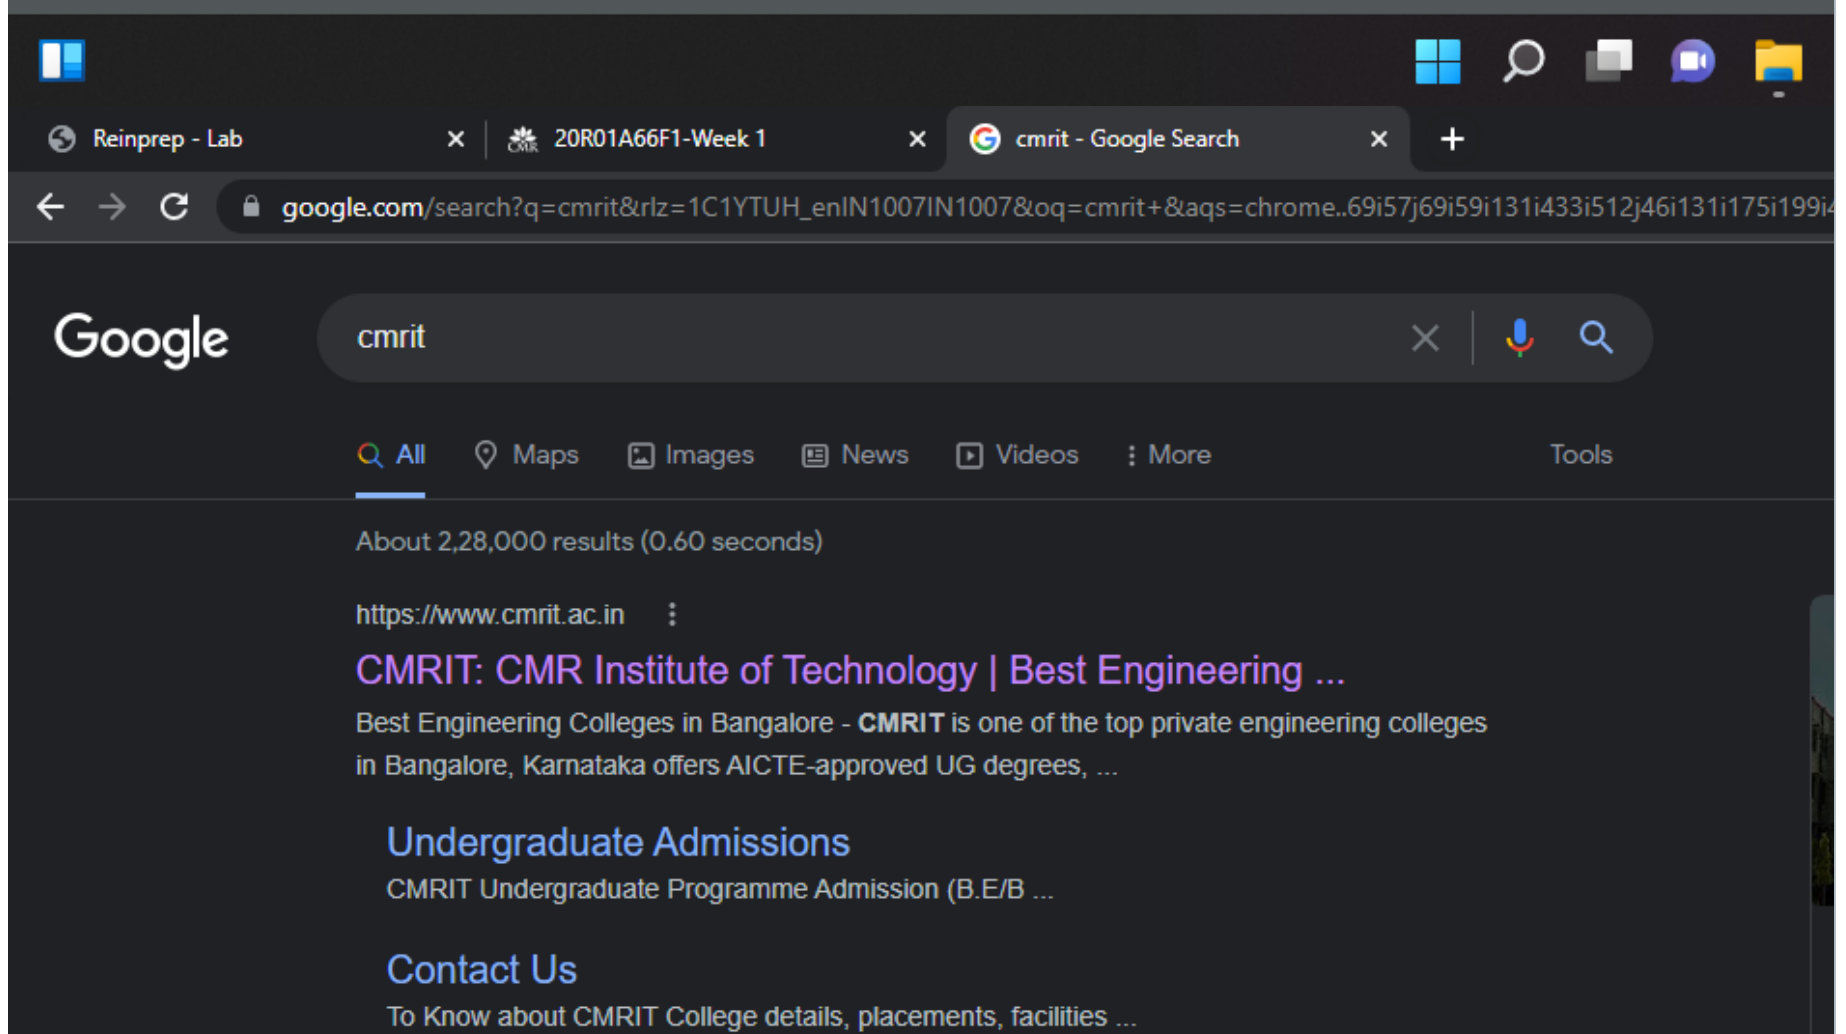 Reinprep - Lab
CMR 20R01A66F1-Week 1
cmrit - Google Search
google.com/search?q=cmrit&rlz=1C1YTUH_enIN1007IN1007&oq=cmrit+&aqs=chrome..69i57j69i59i131i433i512j46i131i175i199i4
Google
cmrit
All Maps Images News Videos More Tools
About 2,28,000 results (0.60 seconds)
https://www.cmrit.ac.in
CMRIT: CMR Institute of Technology | Best Engineering ...
Best Engineering Colleges in Bangalore - CMRIT is one of the top private engineering colleges
in Bangalore, Karnataka offers AICTE-approved UG degrees, ...
Undergraduate Admissions
CMRIT Undergraduate Programme Admission (B.E/B ...
Contact Us
To Know about CMRIT College details, placements, facilities ...